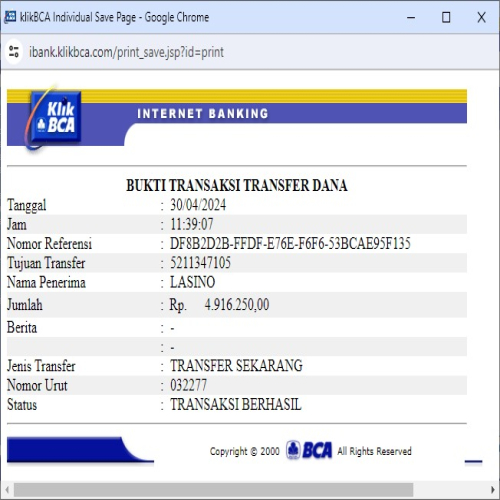 klikBCA Individual Save Page - Google Chrome
ibank.klikbca.com/print_save.jsp?id=print
Klik BCA
INTERNET BANKING
BUKTI TRANSAKSI TRANSFER DANA
Tanggal : 30/04/2024
Jam : 11:39:07
Nomor Referensi : DF8B2D2B-FFDF-E76E-F6F6-53BCAE95F135
Tujuan Transfer : 5211347105
Nama Penerima : LASINO
Jumlah : Rp. 4.916.250,00
Berita : -
: -
Jenis Transfer : TRANSFER SEKARANG
Nomor Urut : 032277
Status : TRANSAKSI BERHASIL
Copyright © 2000 BCA All Rights Reserved